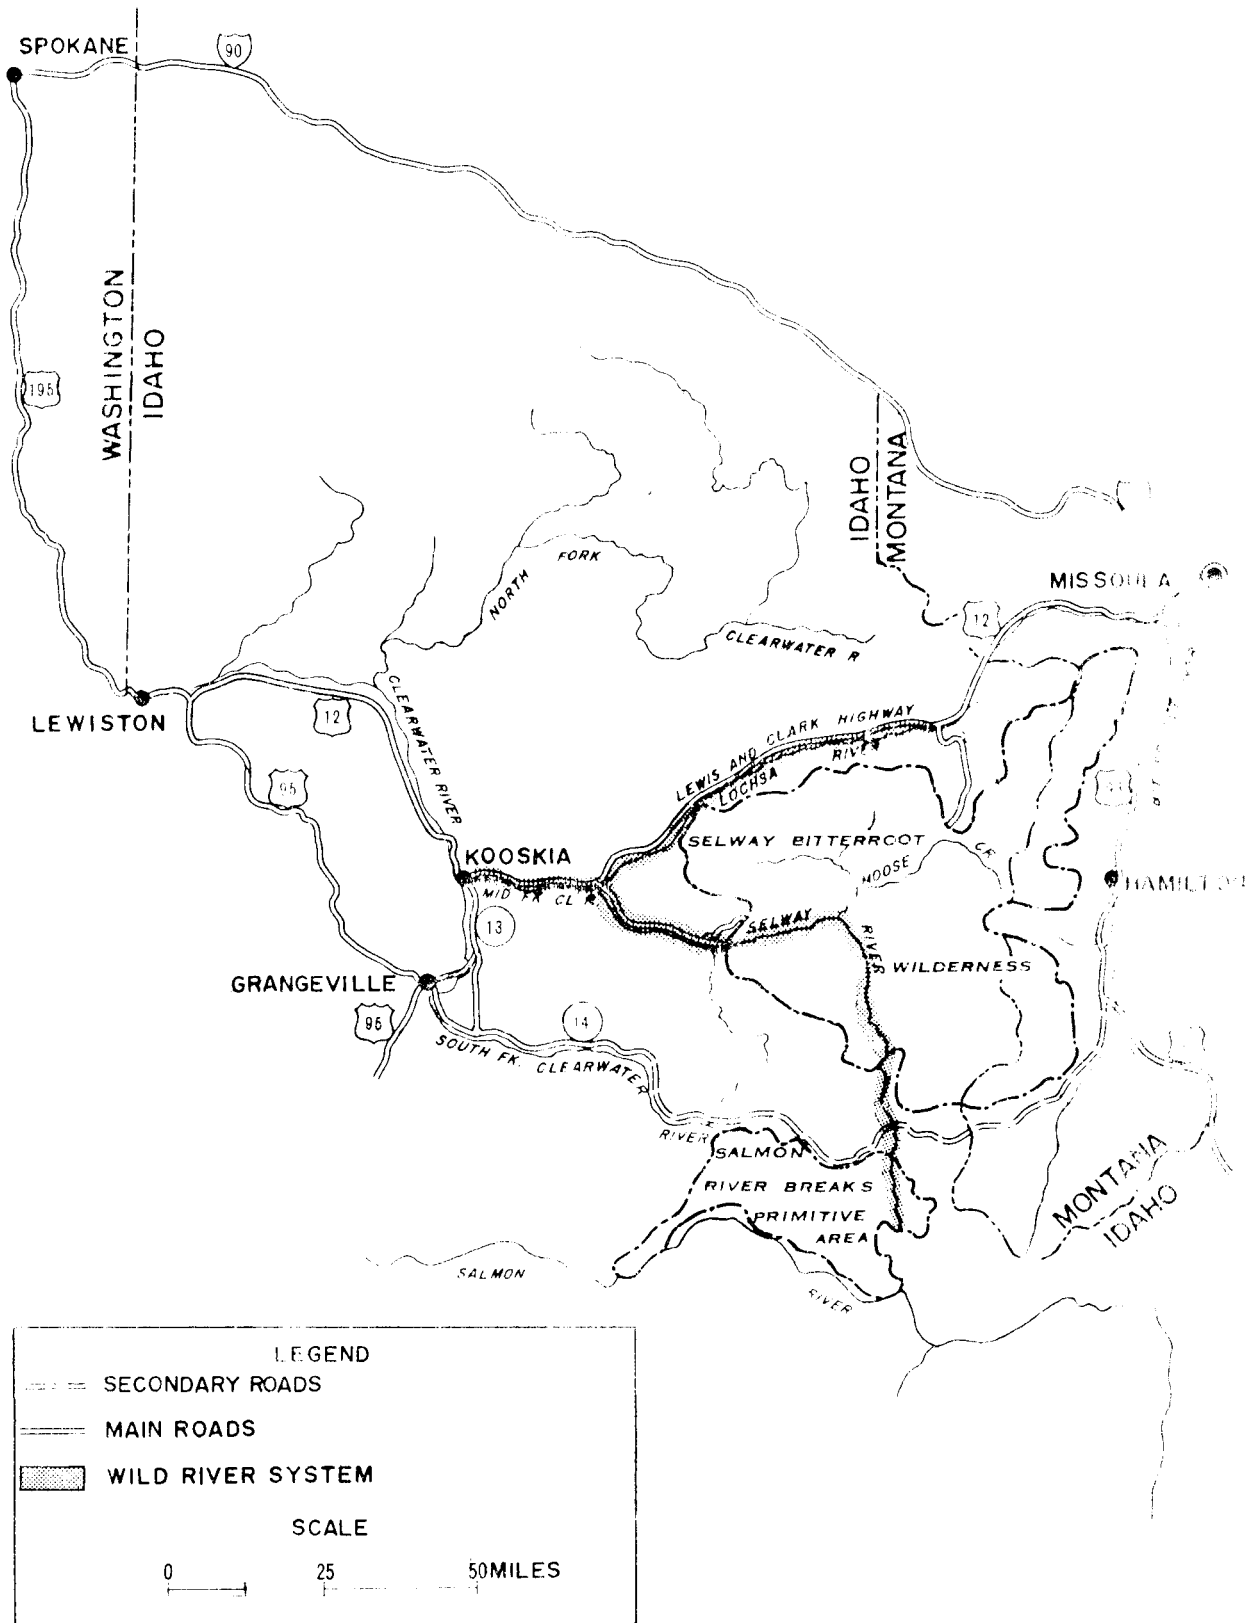 SPOKANE
90
WASHINGTON
IDAHO
195
IDAHO
MONTANA
MISSOULA
12
NORTH
FORK
CLEARWATER R
LEWISTON
12
CLEARWATER RIVER
95
LEWIS AND CLARK HIGHWAY
LOCHSA
RIVER
KOOSKIA
MID FK CL R
SELWAY BITTERROOT
MOOSE
CR
HAMILTON
13
SELWAY
RIVER
WILDERNESS
GRANGEVILLE
95
14
SOUTH FK. CLEARWATER
RIVER
SALMON
RIVER BREAKS
PRIMITIVE
AREA
MONTANA
IDAHO
SALMON
RIVER
LEGEND
SECONDARY ROADS
MAIN ROADS
WILD RIVER SYSTEM
SCALE
0 25 50 MILES